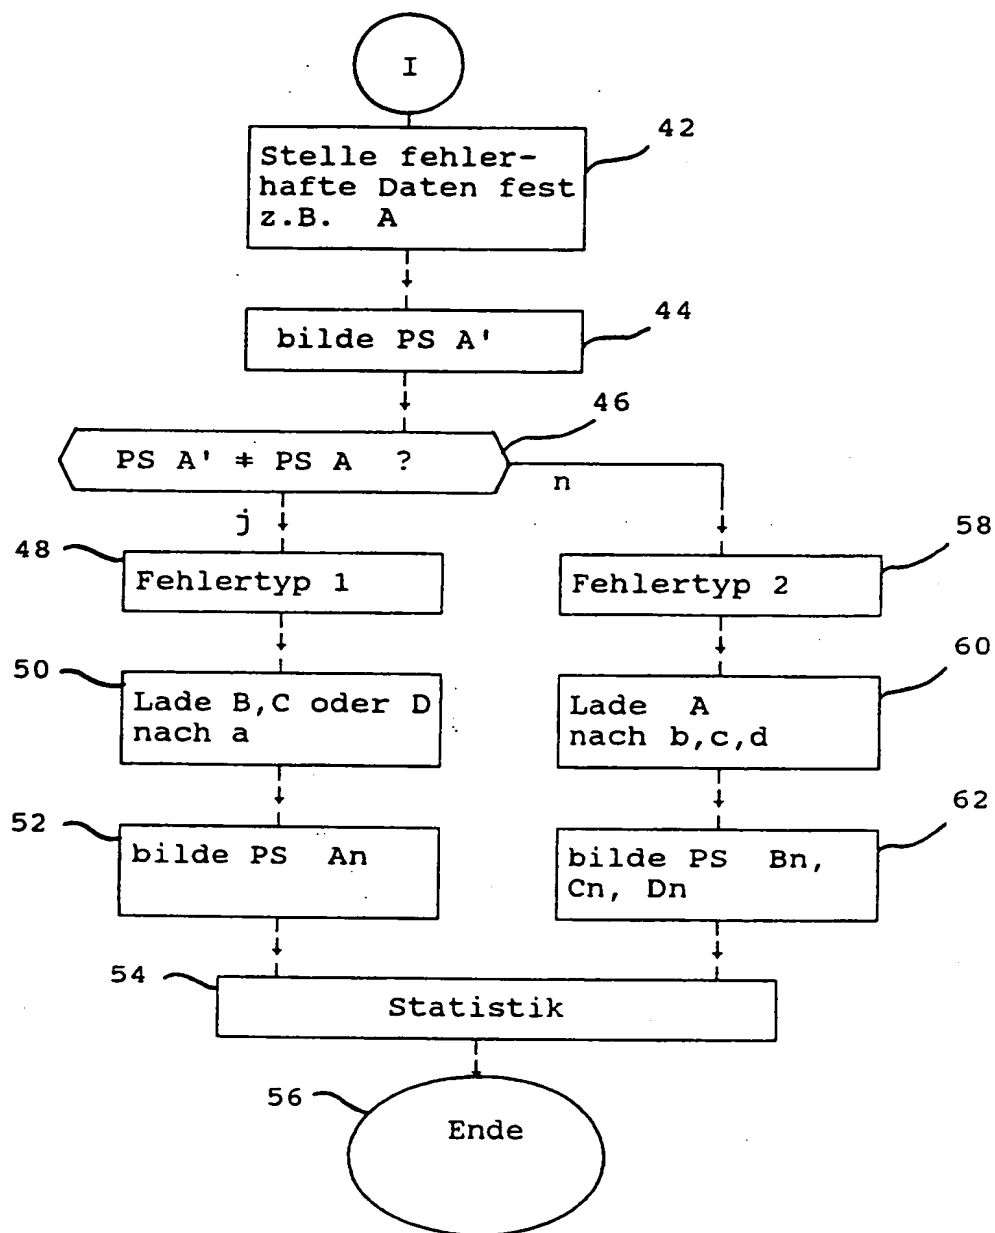 I
42
Stelle fehler-
hafte Daten fest
z.B. A
44
bilde PS A'
46
PS A' ≠ PS A ?
n
j
48
Fehlertyp 1
58
Fehlertyp 2
50
Lade B,C oder D
nach a
60
Lade A
nach b,c,d
52
bilde PS An
62
bilde PS Bn,
Cn, Dn
54
Statistik
56
Ende